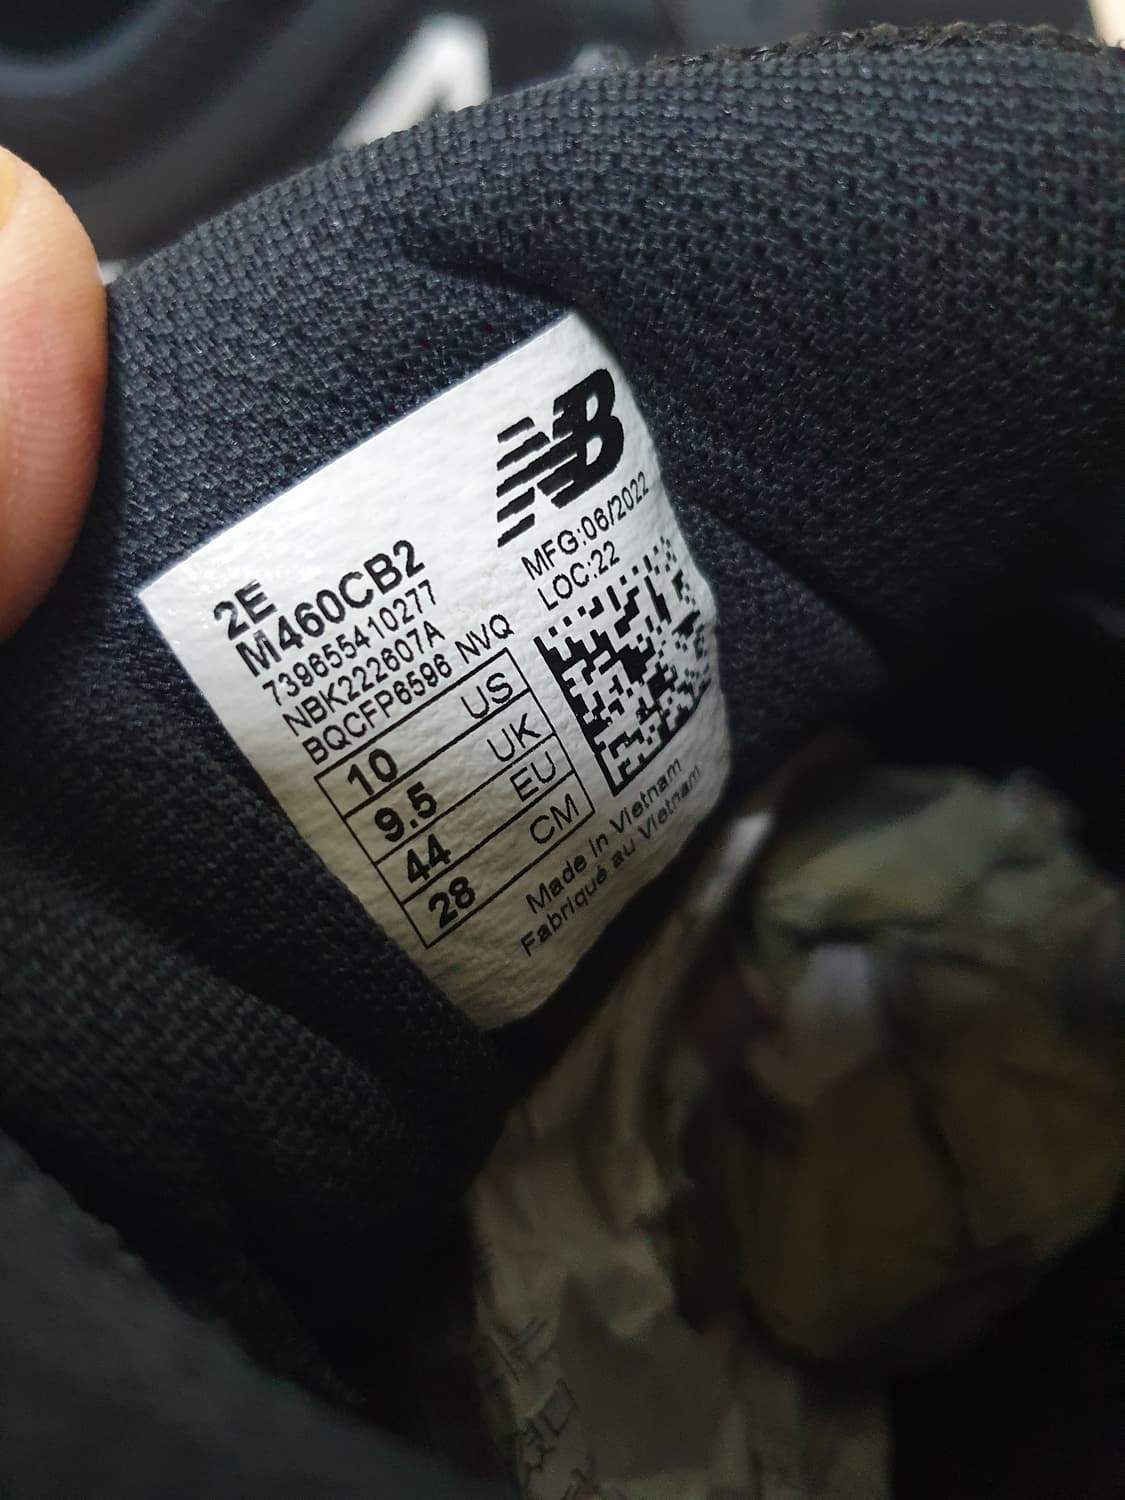 NB
MFG:06/2022
LOC:22
2E
M460CB2
739655410277
NBK222607A
BQCFP6596 NVQ
10 US
9.5 UK
44 EU
28 CM
Made in Vietnam
Fabriqué au Vietnam